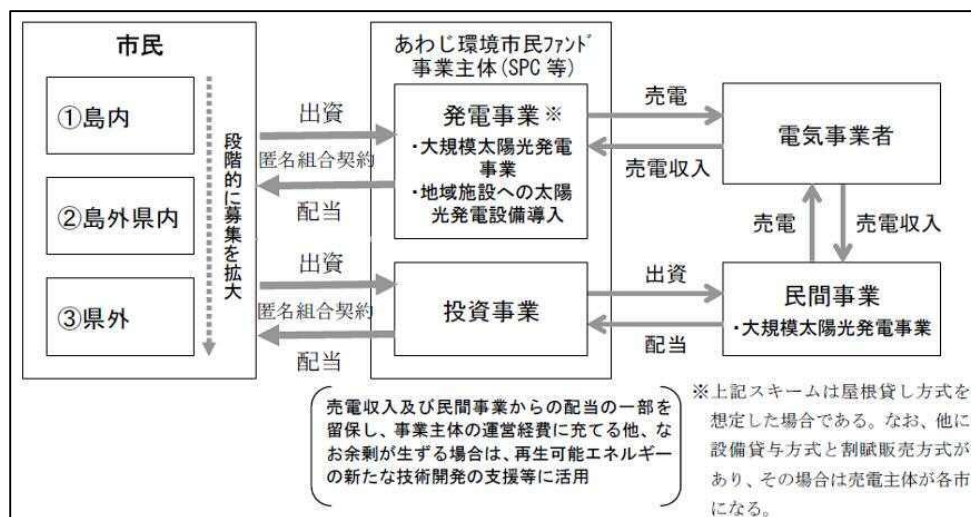 市民
①島内
②島外県内
③県外
段階的に募集を拡大
出資
匿名組合契約
配当
出資
匿名組合契約
配当
あわじ環境市民ファンド
事業主体(SPC等)
発電事業※
・大規模太陽光発電
事業
・地域施設への太陽
光発電設備導入
投資事業
売電
売電収入
出資
配当
電気事業者
売電
売電収入
民間事業
・大規模太陽光発電事業
売電収入及び民間事業からの配当の一部を
留保し、事業主体の運営経費に充てる他、な
お余剰が生ずる場合は、再生可能エネルギー
の新たな技術開発の支援等に活用
※上記スキームは屋根貸し方式を
想定した場合である。なお、他に
設備貸与方式と割賦販売方式が
あり、その場合は売電主体が各市
になる。